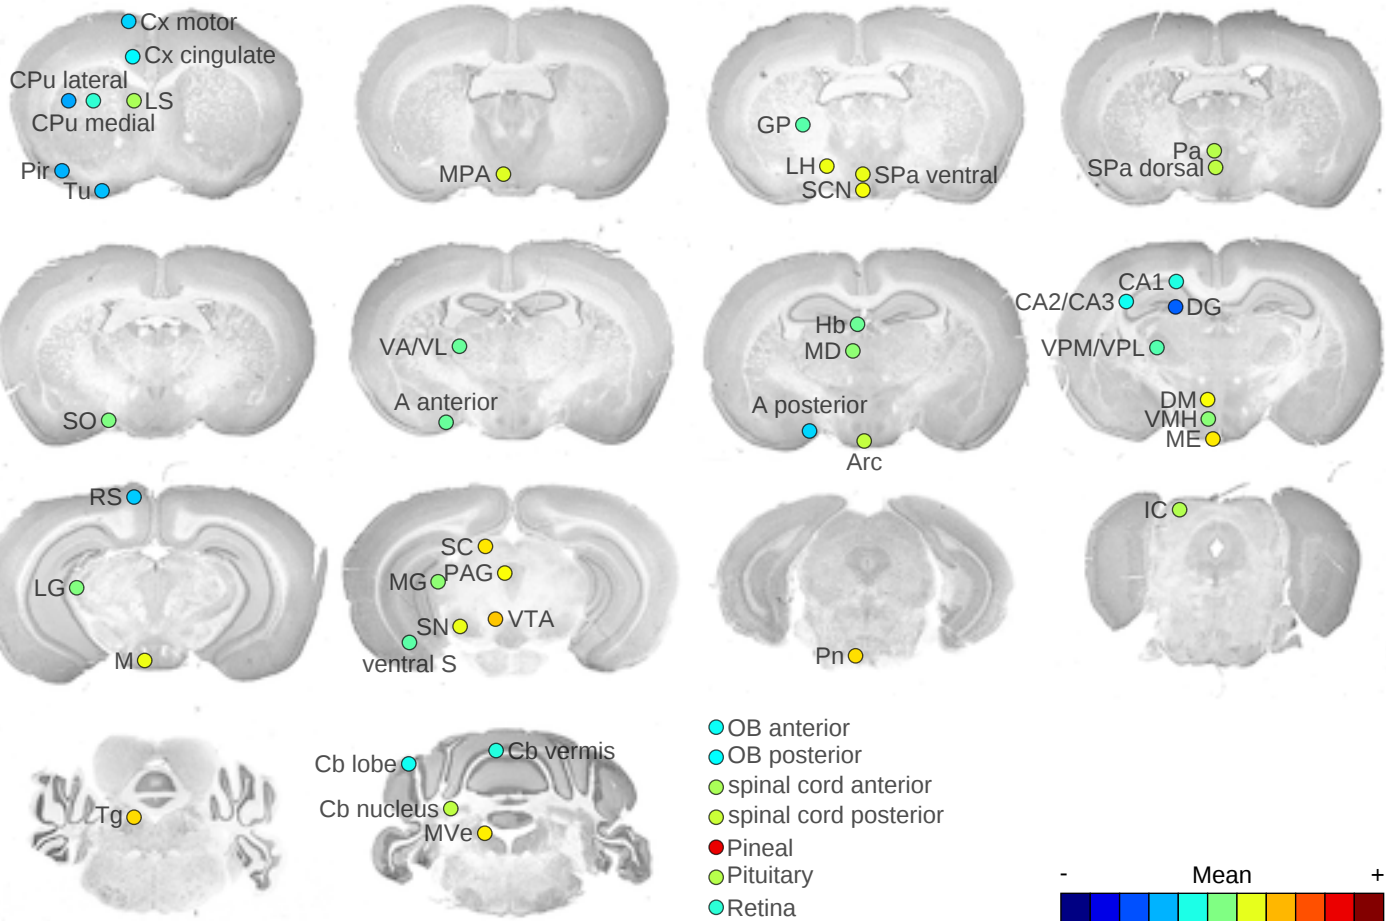 Cx motor
Cx cingulate
CPu lateral
LS
CPu medial
Pir
Tu
MPA
GP
LH
SPa ventral
SCN
Pa
SPa dorsal
SO
VA/VL
A anterior
Hb
MD
A posterior
Arc
CA1
CA2/CA3
DG
VPM/VPL
DM
VMH
ME
RS
LG
M
SC
PAG
MG
VTA
SN
ventral S
Pn
IC
Tg
Cb lobe
Cb vermis
Cb nucleus
MVe
OB anterior
OB posterior
spinal cord anterior
spinal cord posterior
Pineal
Pituitary
Retina
- Mean +